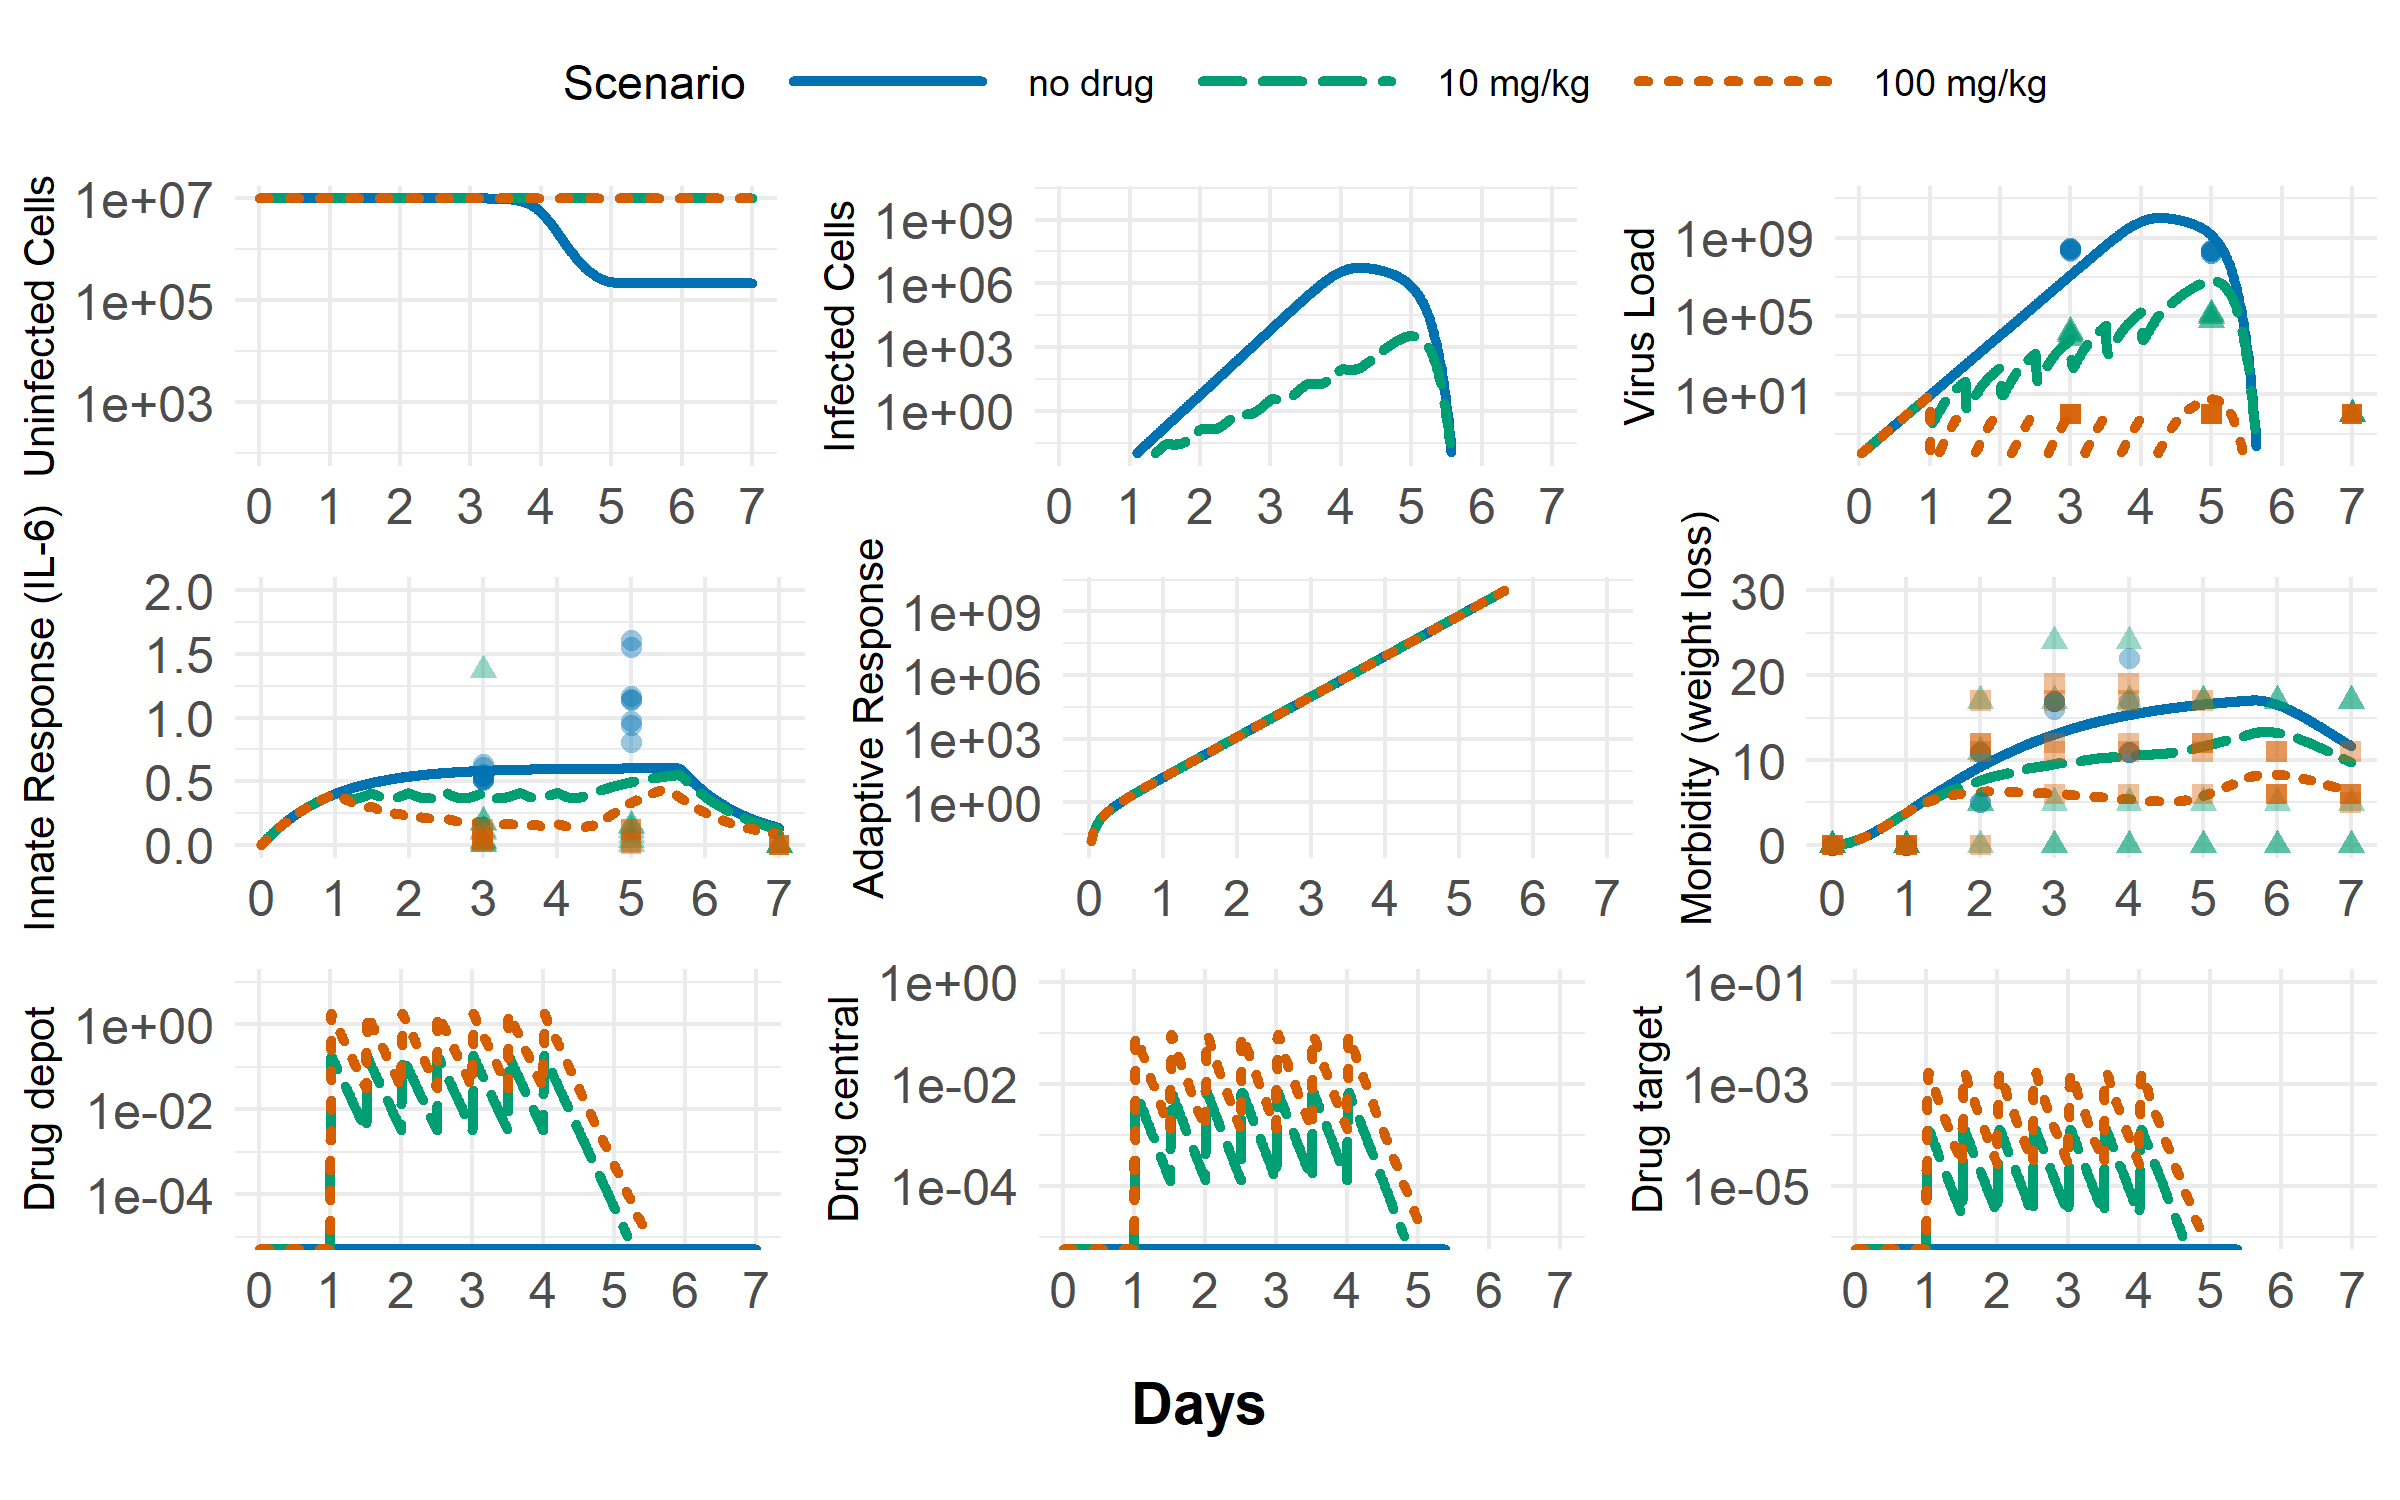 Scenario no drug 10 mg/kg 100 mg/kg
Uninfected Cells
1e+07
1e+05
1e+03
0 1 2 3 4 5 6 7
Infected Cells
1e+09
1e+06
1e+03
1e+00
0 1 2 3 4 5 6 7
Virus Load
1e+09
1e+05
1e+01
0 1 2 3 4 5 6 7
Innate Response (IL-6)
2.0
1.5
1.0
0.5
0.0
0 1 2 3 4 5 6 7
Adaptive Response
1e+09
1e+06
1e+03
1e+00
0 1 2 3 4 5 6 7
Morbidity (weight loss)
30
20
10
0
0 1 2 3 4 5 6 7
Drug depot
1e+00
1e-02
1e-04
0 1 2 3 4 5 6 7
Drug central
1e+00
1e-02
1e-04
0 1 2 3 4 5 6 7
Drug target
1e-01
1e-03
1e-05
0 1 2 3 4 5 6 7
Days